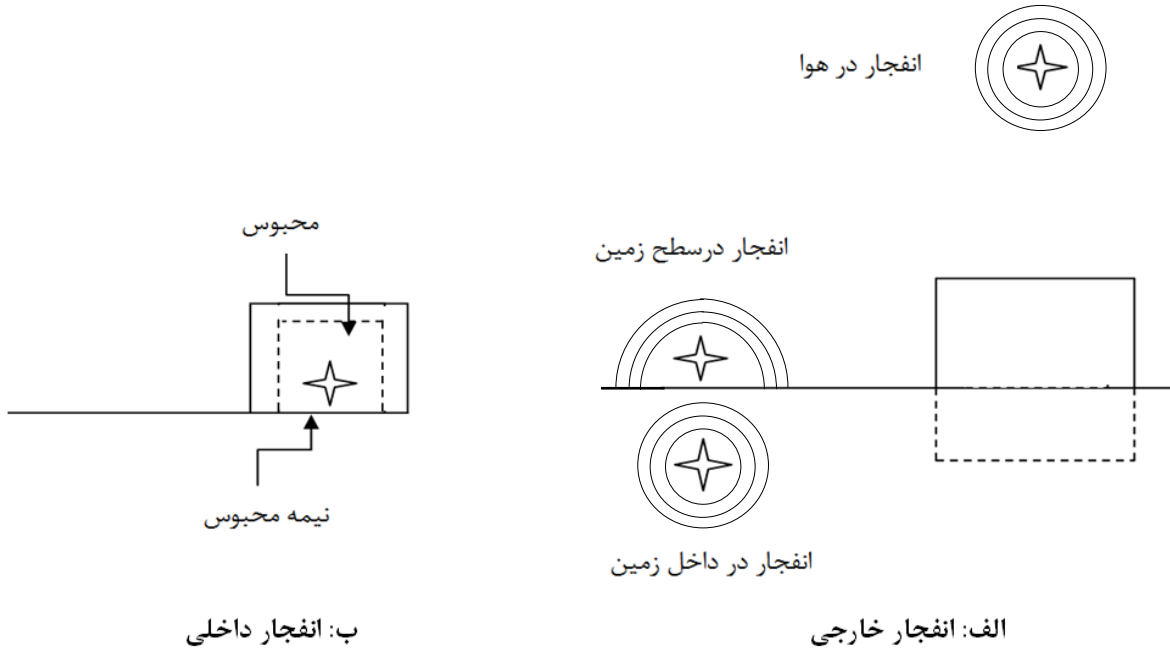 انفجار در هوا
انفجار درسطح زمین
انفجار در داخل زمین
الف: انفجار خارجی
محبوس
نیمه محبوس
ب: انفجار داخلی